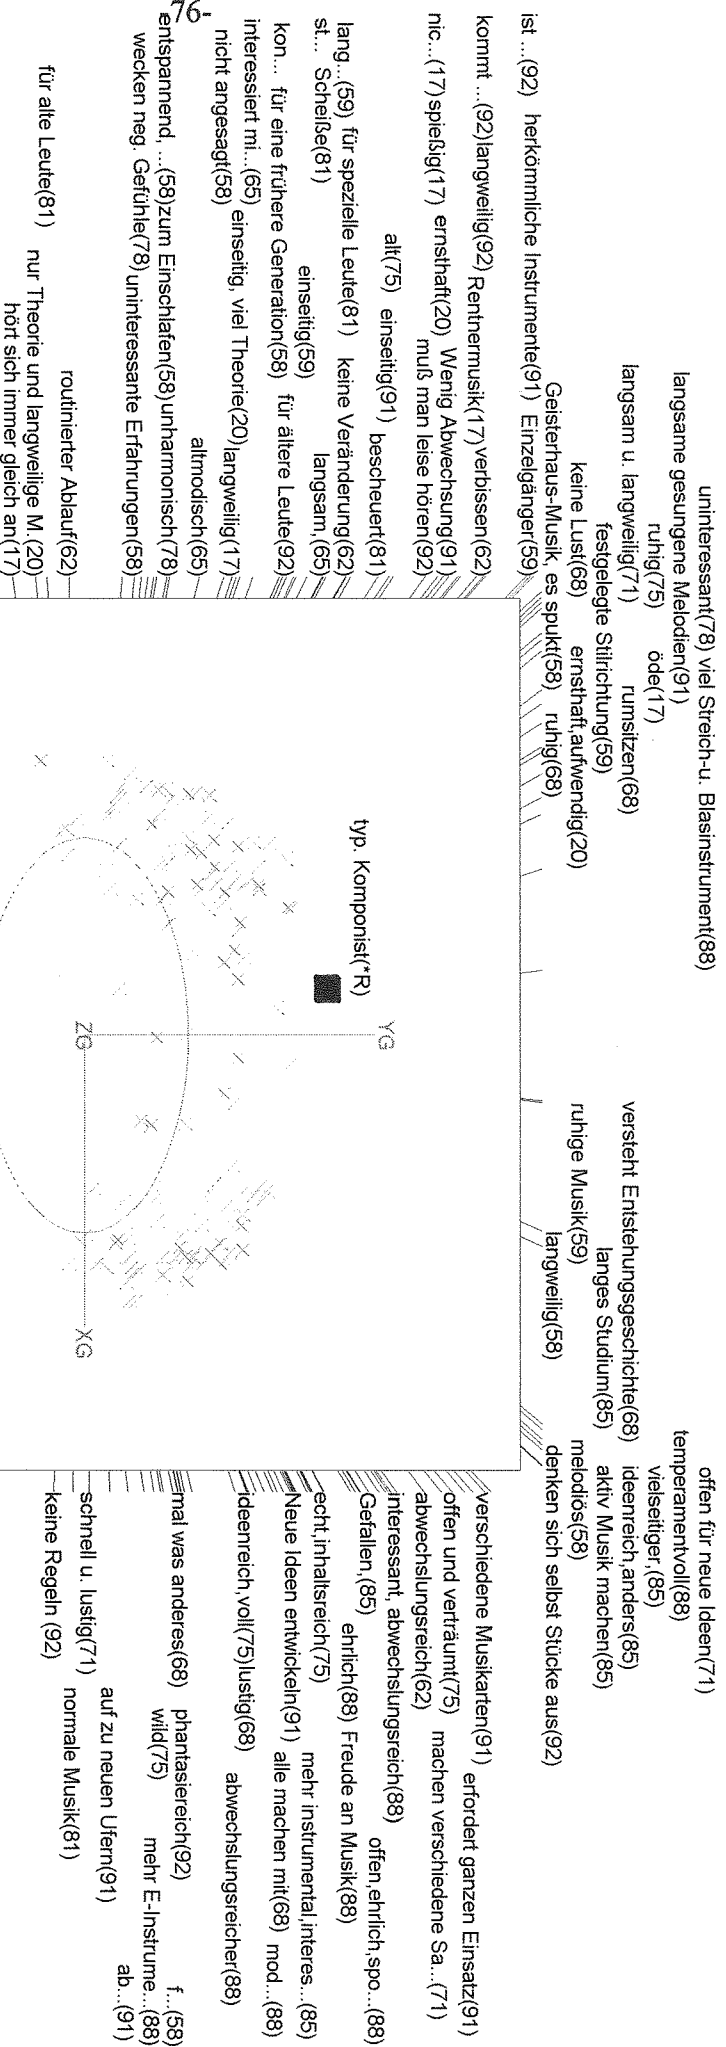 -76-
uninteressant(78) viel Streich-u. Blasinstrument(88)
langsame gesungene Melodien(91)
ruhig(75) öde(17)
langsam u. langweilig(71) rumsitzen(68)
festgelegte Stilrichtung(59)
keine Lust(68) ernsthaft,aufwendig(20)
Geisterhaus-Musik, es spukt(58) ruhig(68)
offen für neue Ideen(71)
temperamentvoll(88)
vielseitiger,(85)
versteht Entstehungsgeschichte(68) ideenreich,anders(85)
langes Studium(85) aktiv Musik machen(85)
ruhige Musik(59) melodiös(58)
langweilig(58) denken sich selbst Stücke aus(92)
ist ...(92) herkömmliche Instrumente(91) Einzelgänger(59)
kommt ...(92)langweilig(92) Rentnermusik(17)verbissen(62)
nic...(17)spießig(17) ernsthaft(20) Wenig Abwechsung(91)
muß man leise hören(92)
alt(75) einseitig(91) bescheuert(81)
lang...(59) für spezielle Leute(81) keine Veränderung(62)
st... Scheiße(81) einseitig(59) langsam,(65)
kon... für eine frühere Generation(58) für ältere Leute(92)
interessiert mi...(65) einseitig, viel Theorie(20)langweilig(17)
nicht angesagt(58)
altmodisch(65)
entspannend, ...(58)zum Einschlafen(58)unharmonisch(78)
wecken neg. Gefühle(78)uninteressante Erfahrungen(58)
routinierter Ablauf(62)
für alte Leute(81) nur Theorie und langweilige M.(20)
hört sich immer gleich an(17)
typ. Komponist(*R)
YG
ZG
XG
verschiedene Musikarten(91) erfordert ganzen Einsatz(91)
offen und verträumt(75) machen verschiedene Sa...(71)
abwechslungsreich(62)
interessant, abwechslungsreich(88) offen,ehrlich,spo...(88)
Gefallen,(85) ehrlich(88) Freude an Musik(88)
echt,inhaltsreich(75) mehr instrumental,interes...(85)
Neue Ideen entwickeln(91) alle machen mit(68) mod...(88)
ideenreich,voll(75)lustig(68) abwechslungsreicher(88)
mal was anderes(68) phantasiereich(92) f...(58)
wild(75) mehr E-Instrume...(88)
auf zu neuen Ufern(91) ab...(91)
schnell u. lustig(71) normale Musik(81)
keine Regeln (92)